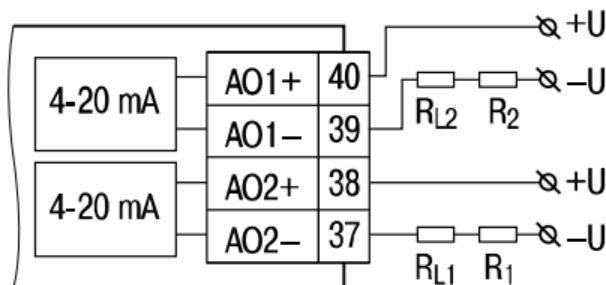 4-20 mA
AO1+ 40 +U
AO1– 39 –U
RL2 R2
4-20 mA
AO2+ 38 +U
AO2– 37 –U
RL1 R1